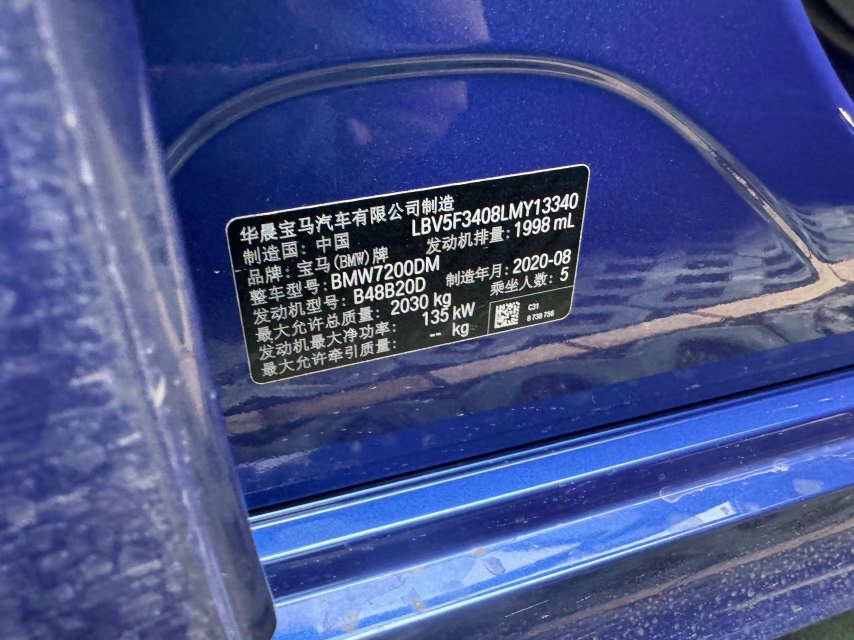 华晨宝马汽车有限公司制造
制造国：中国 LBV5F3408LMY13340
品牌：宝马(BMW)牌 发动机排量：1998 mL
整车型号：BMW7200DM
发动机型号：B48B20D 制造年月：2020-08
最大允许总质量：2030 kg 乘坐人数：5
发动机最大净功率：135 kW
最大允许牵引质量：-- kg
C31
8 738 756